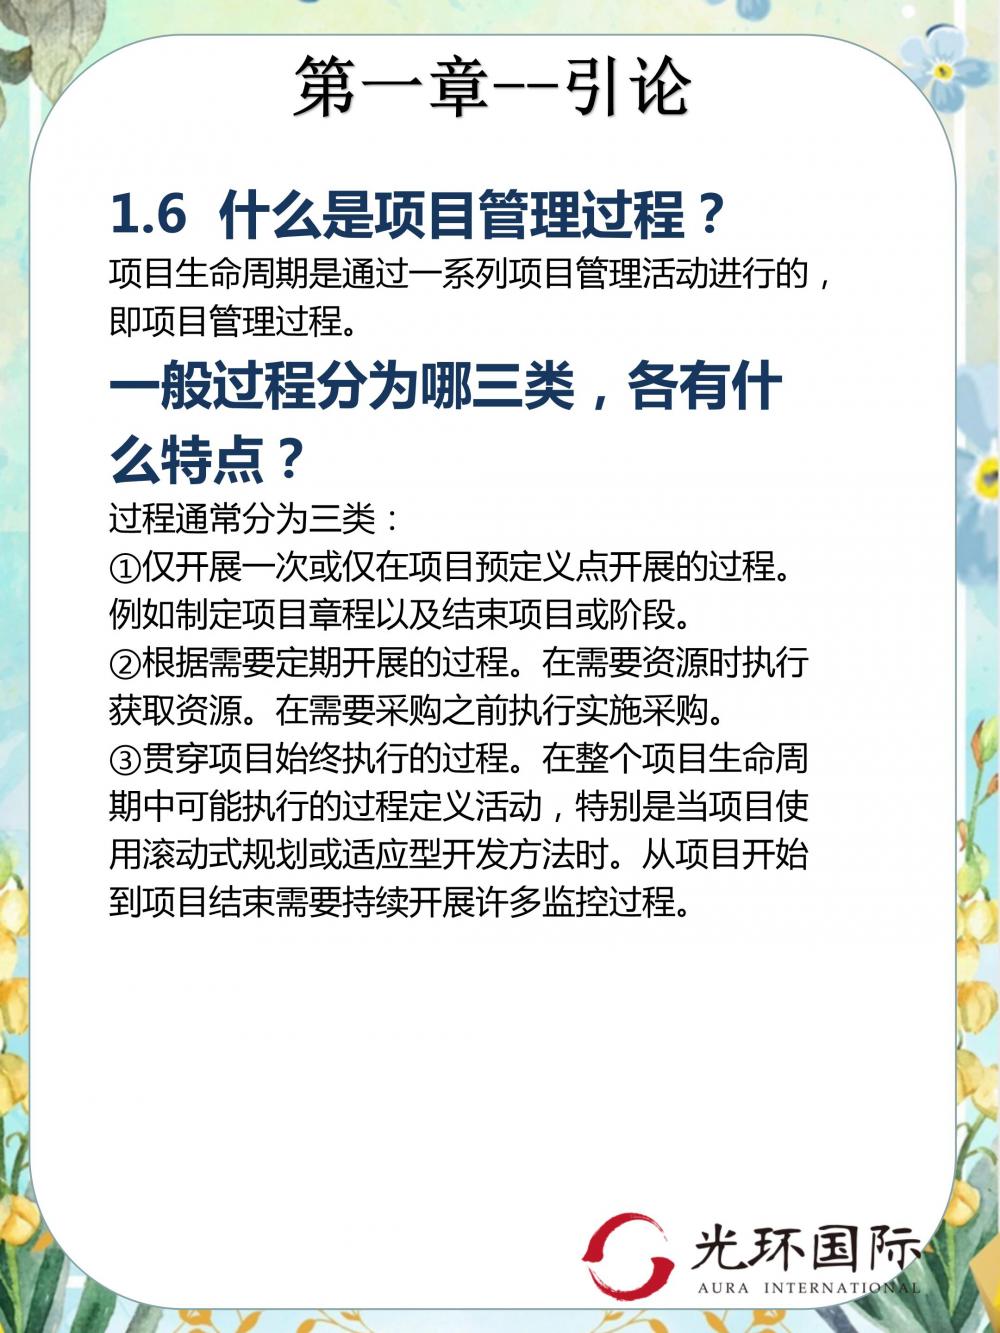 第一章--引论
1.6 什么是项目管理过程？
项目生命周期是通过一系列项目管理活动进行的，
即项目管理过程。
一般过程分为哪三类，各有什
么特点？
过程通常分为三类：
①仅开展一次或仅在项目预定义点开展的过程。
例如制定项目章程以及结束项目或阶段。
②根据需要定期开展的过程。在需要资源时执行
获取资源。在需要采购之前执行实施采购。
③贯穿项目始终执行的过程。在整个项目生命周
期中可能执行的过程定义活动，特别是当项目使
用滚动式规划或适应型开发方法时。从项目开始
到项目结束需要持续开展许多监控过程。
光环国际
AURA INTERNATIONAL